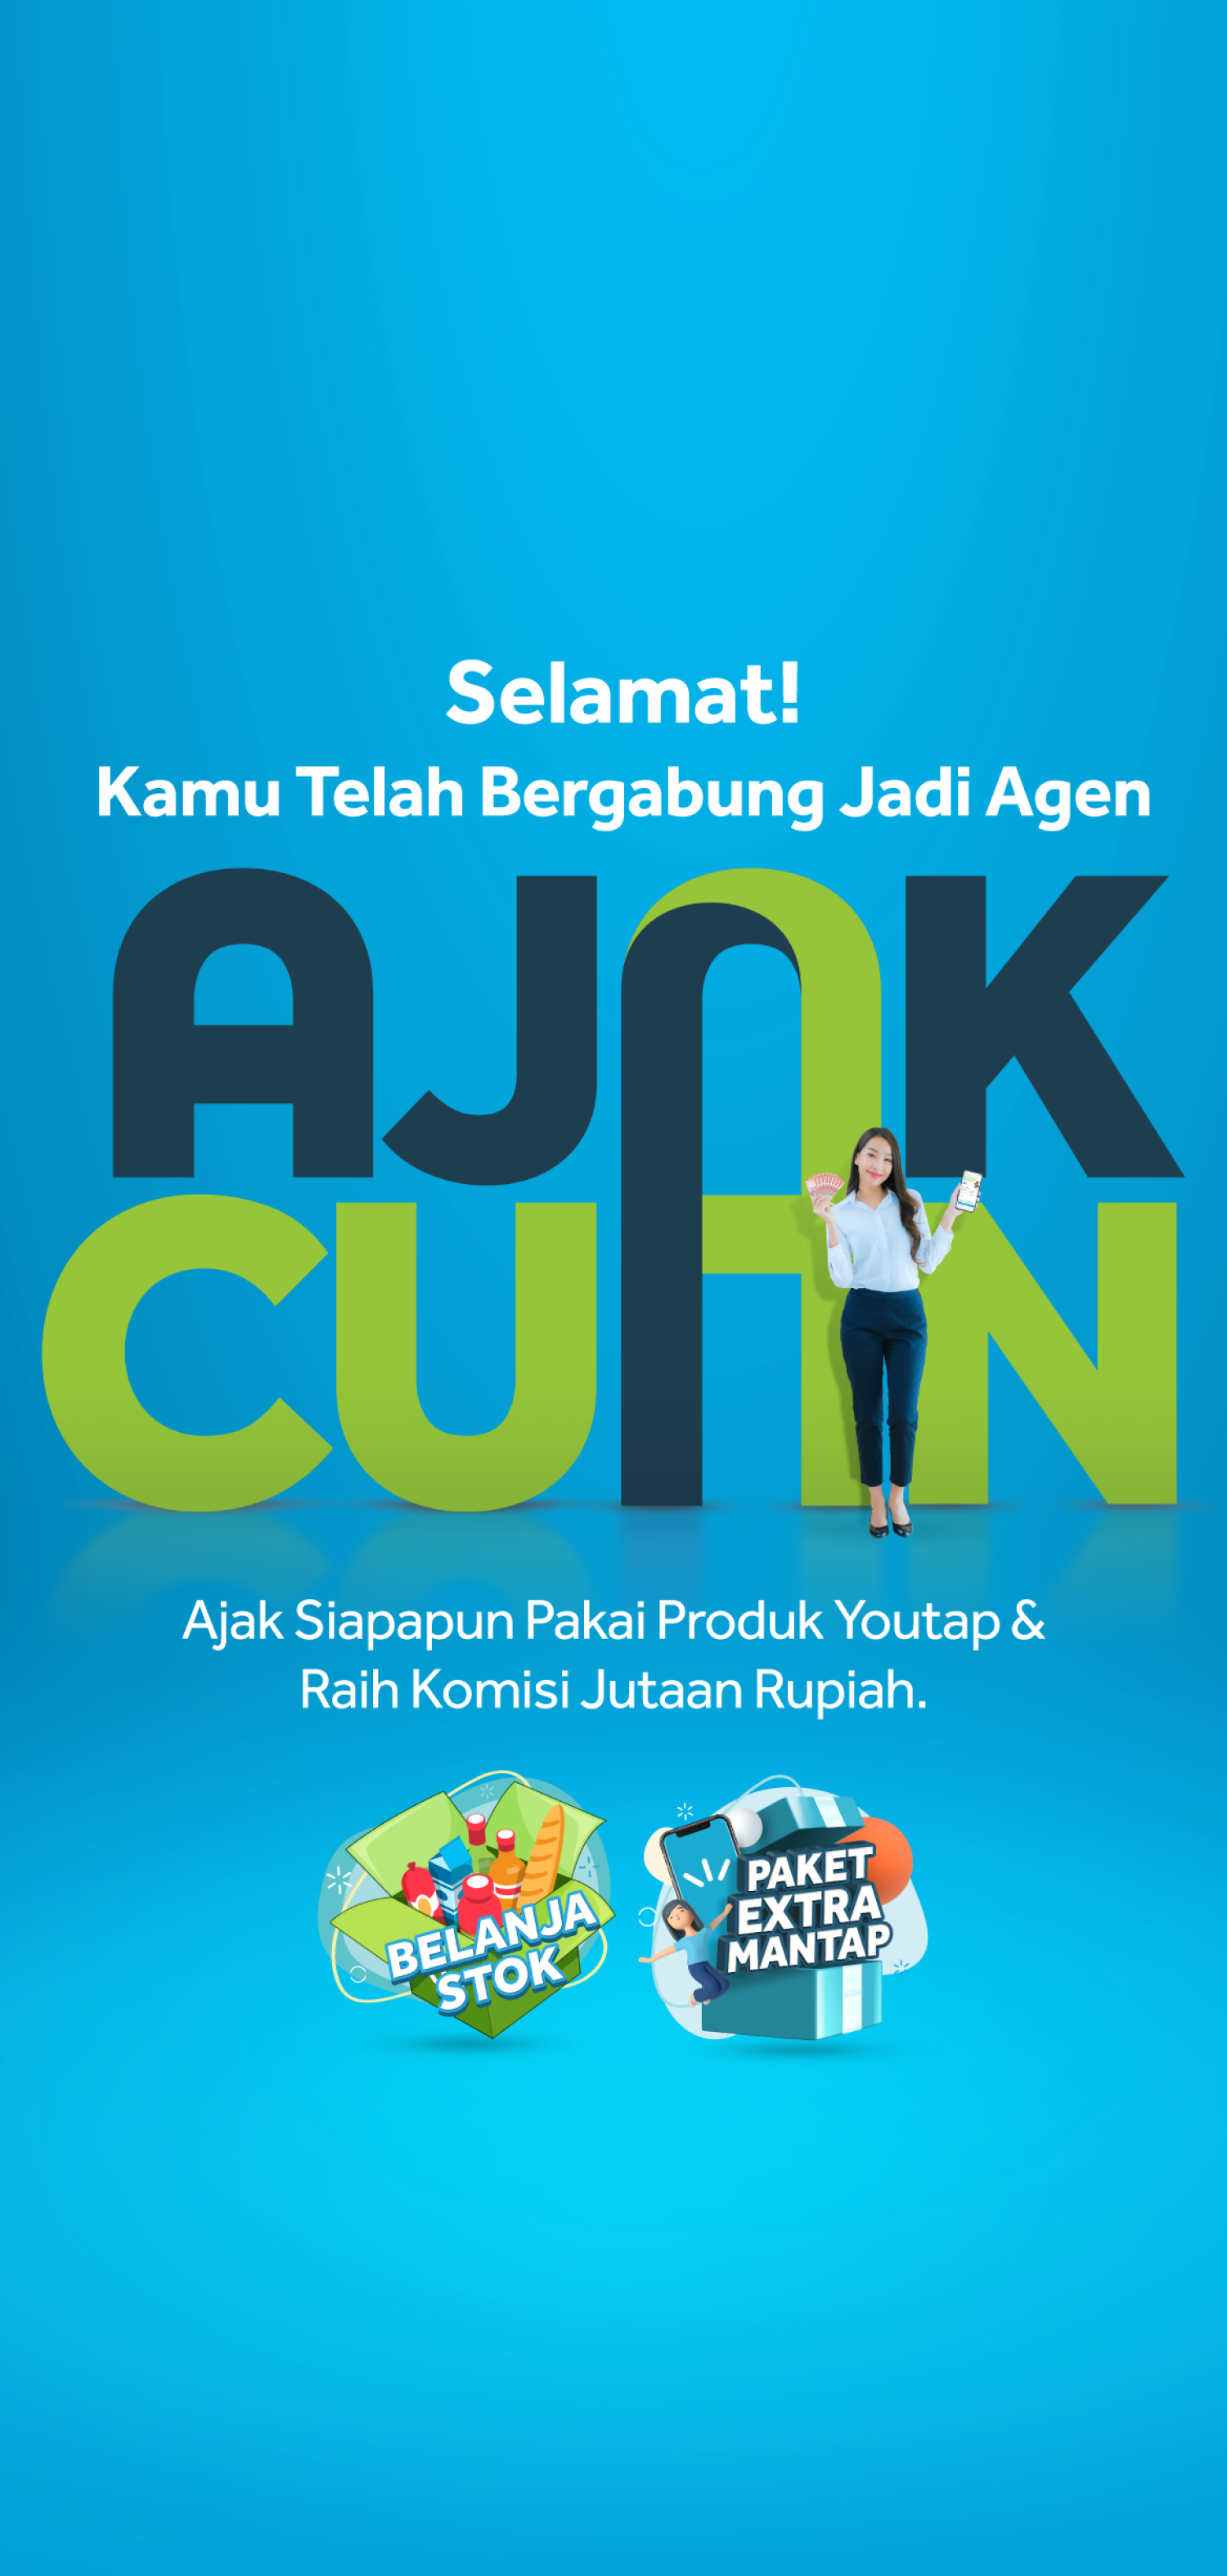 Selamat!
Kamu Telah Bergabung Jadi Agen
AJAK
CUAN
Ajak Siapapun Pakai Produk Youtap &
Raih Komisi Jutaan Rupiah.
BELANJA
STOK
PAKET
EXTRA
MANTAP